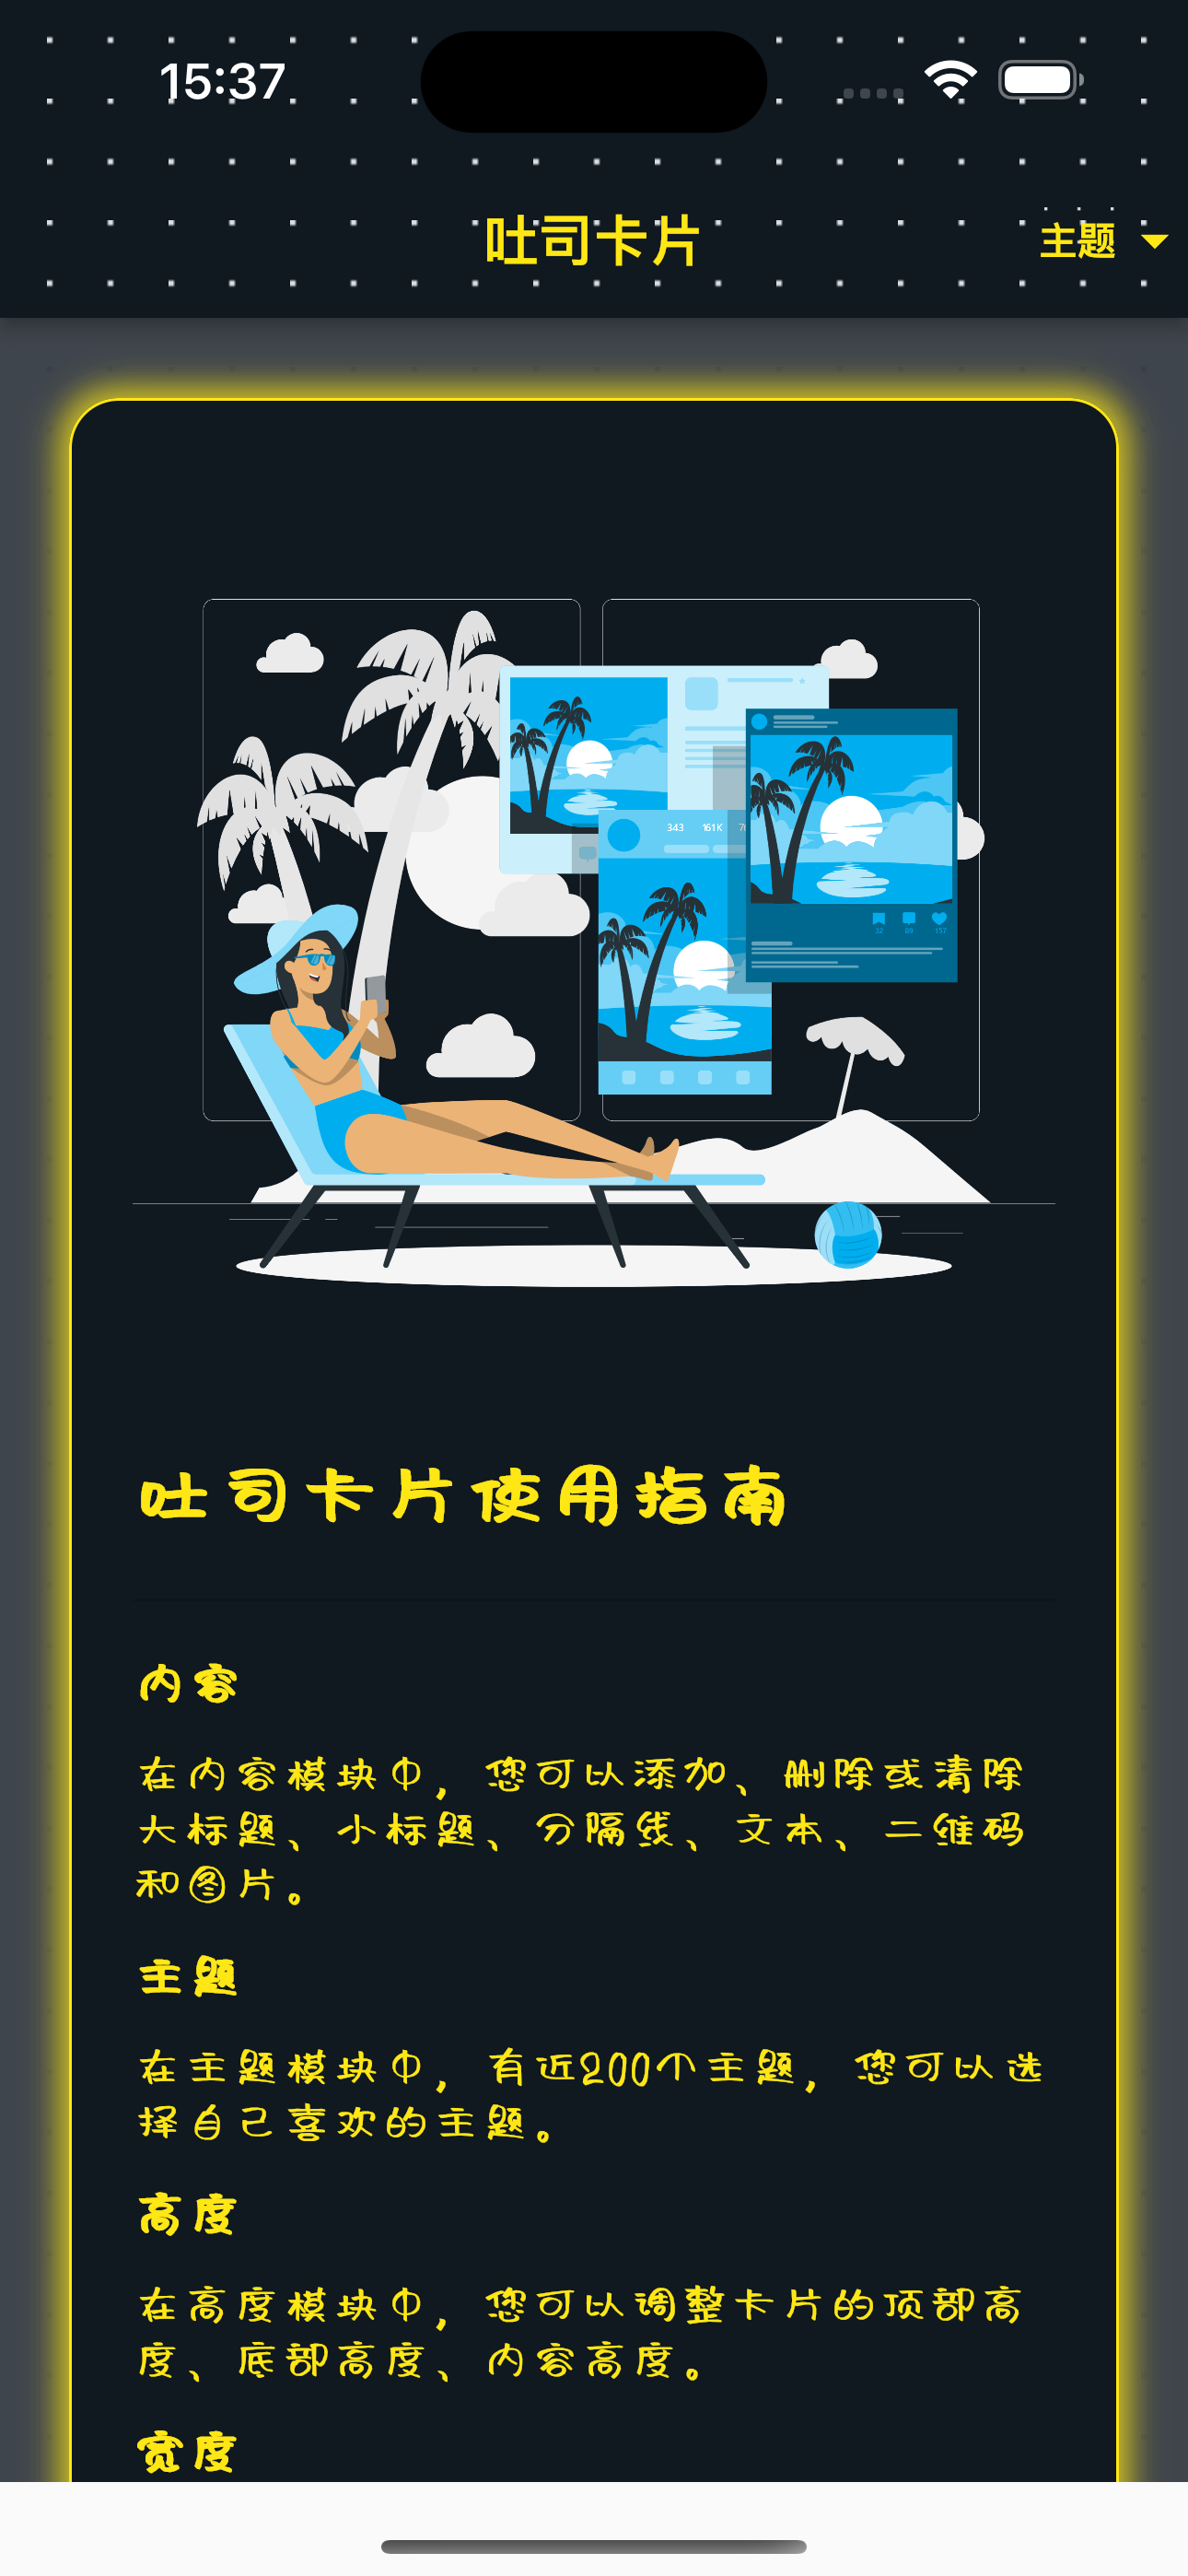 15:37
吐司卡片
主题
343 161K
32 89 157
吐司卡片使用指南
内容
在内容模块中，您可以添加、删除或清除
大标题、小标题、分隔线、文本、二维码
和图片。
主题
在主题模块中，有近200个主题，您可以选
择自己喜欢的主题。
高度
在高度模块中，您可以调整卡片的顶部高
度、底部高度、内容高度。
宽度